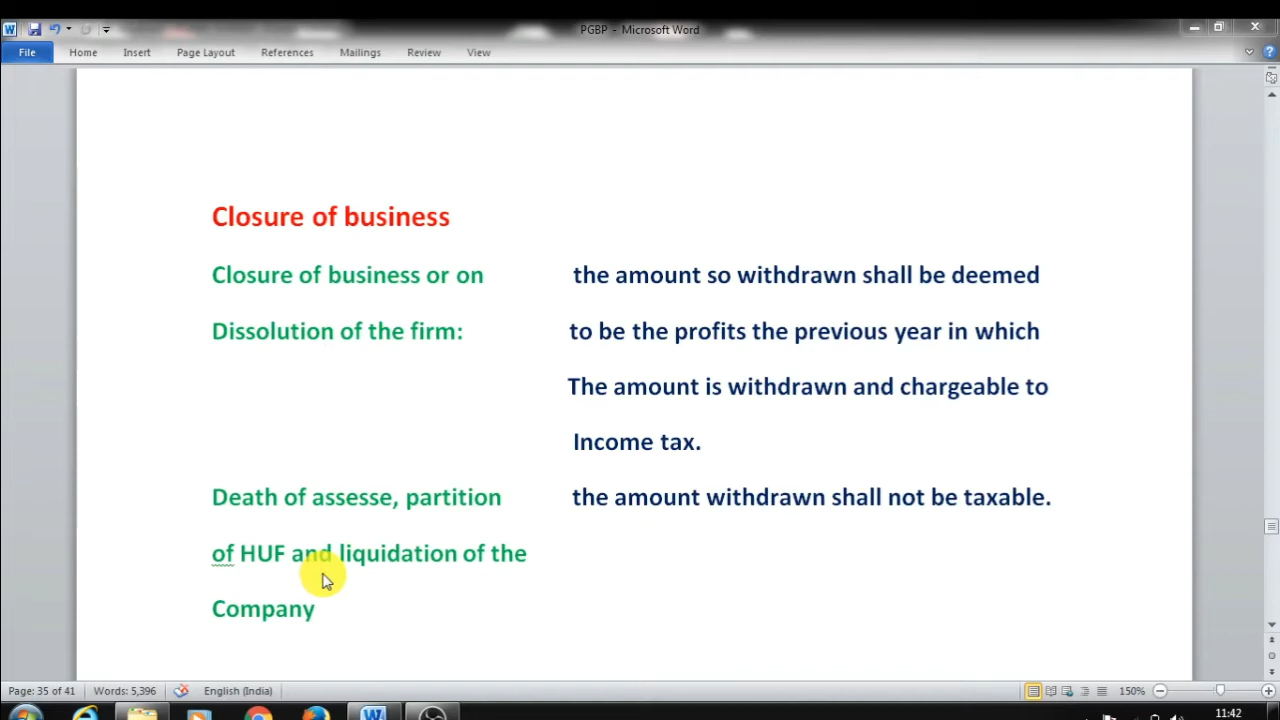 PGBP - Microsoft Word
File Home Insert Page Layout References Mailings Review View
Closure of business
Closure of business or on the amount so withdrawn shall be deemed
Dissolution of the firm: to be the profits the previous year in which
The amount is withdrawn and chargeable to
Income tax.
Death of assesse, partition the amount withdrawn shall not be taxable.
of HUF and liquidation of the
Company
Page: 35 of 41 Words: 5,396 English (India) 150%
11:42